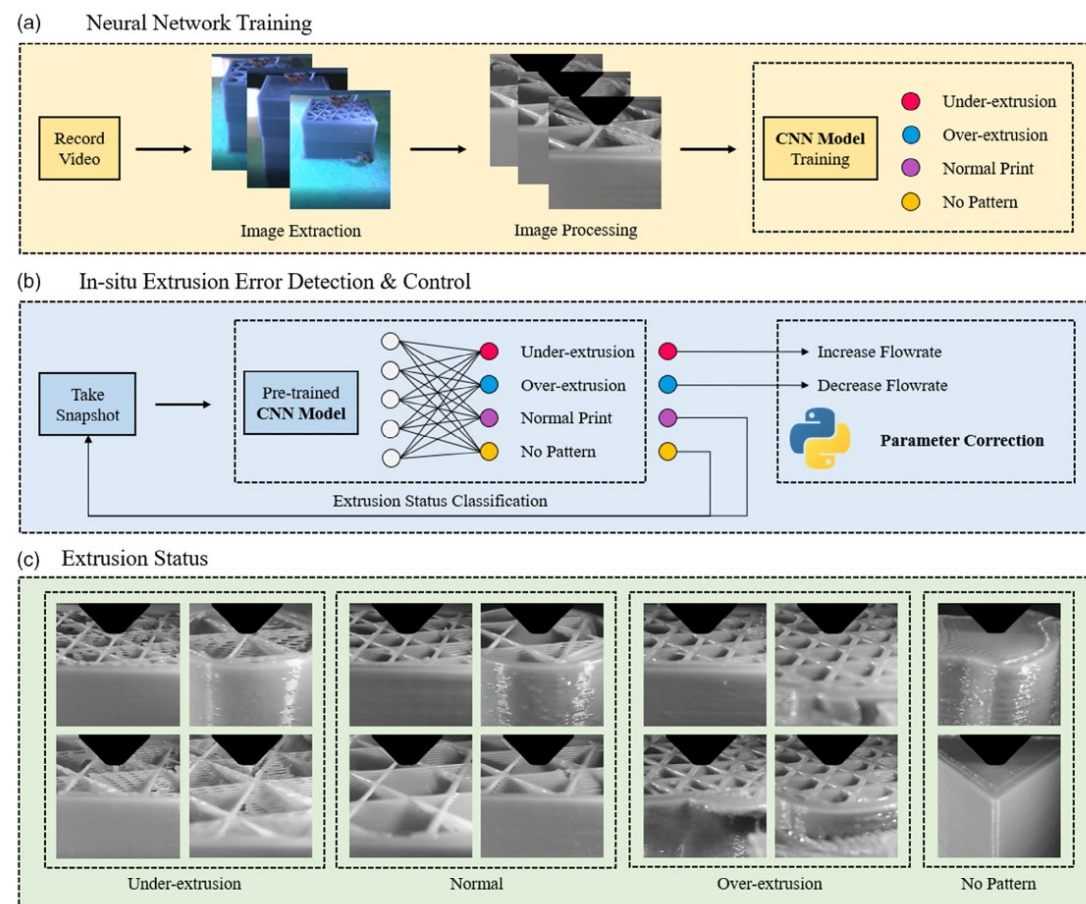 (a) Neural Network Training
Record
Video
Image Extraction
Image Processing
CNN Model
Training
Under-extrusion
Over-extrusion
Normal Print
No Pattern
(b) In-situ Extrusion Error Detection & Control
Take
Snapshot
Pre-trained
CNN Model
Under-extrusion
Over-extrusion
Normal Print
No Pattern
Extrusion Status Classification
Increase Flowrate
Decrease Flowrate
Parameter Correction
(c) Extrusion Status
Under-extrusion
Normal
Over-extrusion
No Pattern